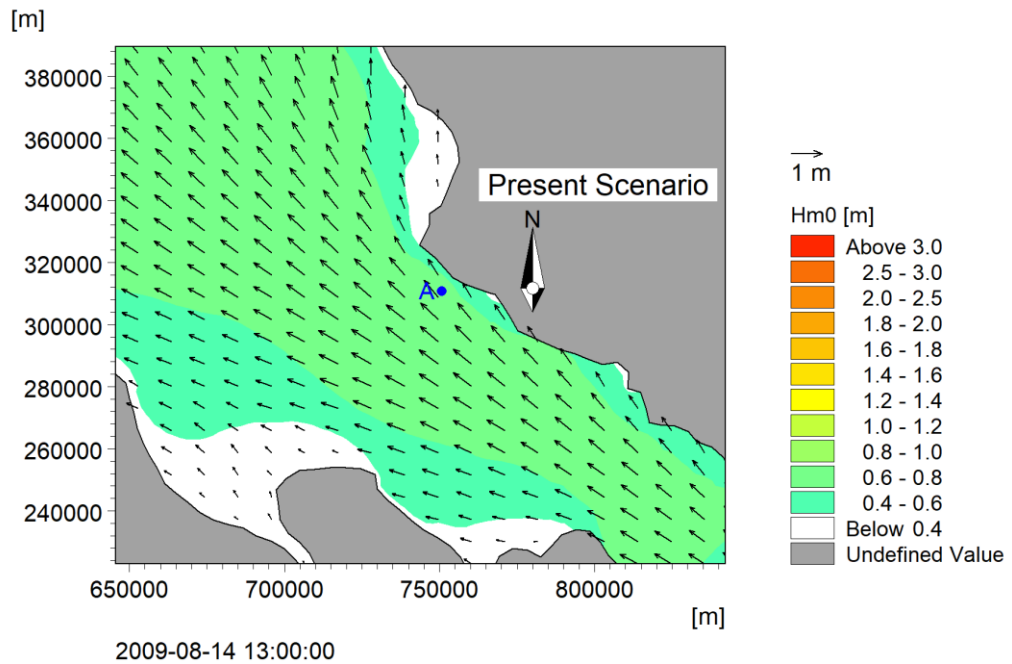 [m]
380000
360000
340000
320000
300000
280000
260000
240000
650000 700000 750000 800000
[m]
Present Scenario
N
A
1 m
Hm0 [m]
Above 3.0
2.5 - 3.0
2.0 - 2.5
1.8 - 2.0
1.6 - 1.8
1.4 - 1.6
1.2 - 1.4
1.0 - 1.2
0.8 - 1.0
0.6 - 0.8
0.4 - 0.6
Below 0.4
Undefined Value
2009-08-14 13:00:00